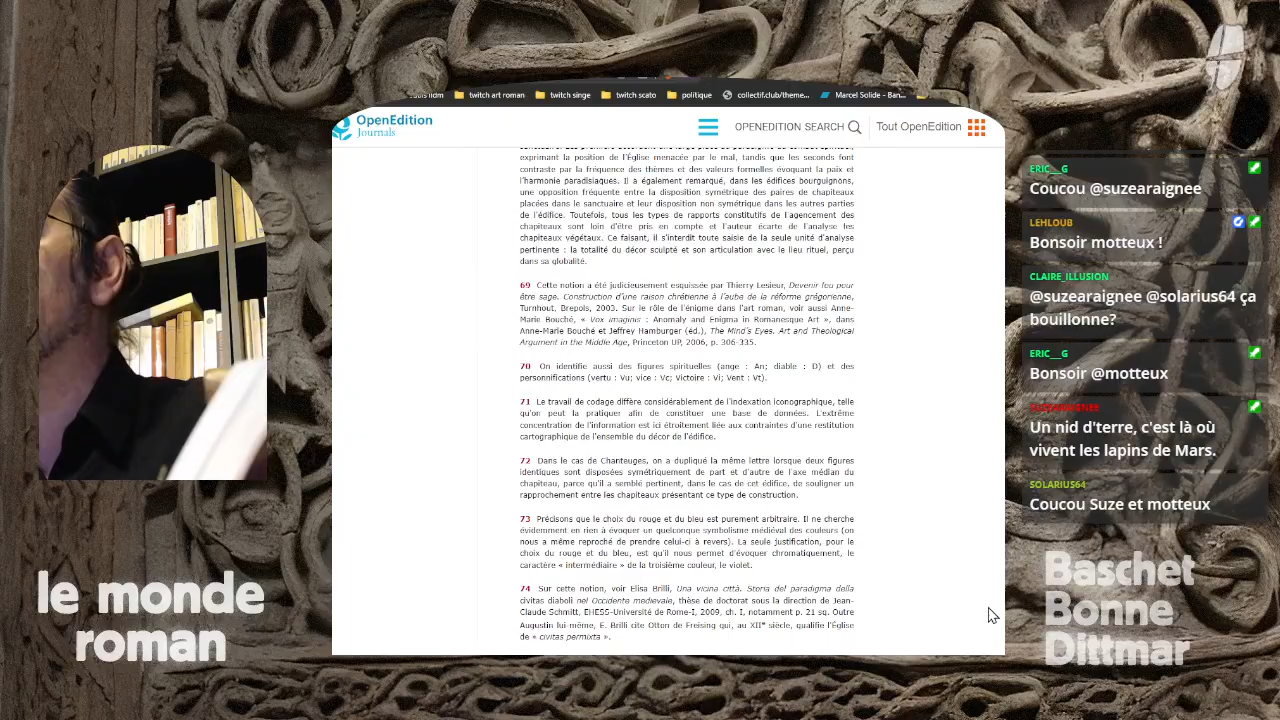 twitch art roman
twitch singe
twitch scato
politique
collectif.club/theme...
Marcel Solide - Ban...
OpenEdition
Journals
OPENEDITION SEARCH
Tout OpenEdition
exprimant la position de l'Église menacée par le mal, tandis que les seconds font
contraste par la fréquence des thèmes et des valeurs formelles évoquant la paix et
l'harmonie paradisiaques. Il a également remarqué, dans les édifices bourguignons,
une opposition fréquente entre la disposition symétrique des paires de chapiteaux
placées dans le sanctuaire et leur disposition non symétrique dans les autres parties
de l'édifice. Toutefois, tous les types de rapports constitutifs de l'agencement des
chapiteaux sont loin d'être pris en compte et l'auteur écarte de l'analyse les
chapiteaux végétaux. Ce faisant, il s'interdit toute saisie de la seule unité d'analyse
pertinente : la totalité du décor sculpté et son articulation avec le lieu rituel, perçu
dans sa globalité.
69 Cette notion a été judicieusement esquissée par Thierry Lesieur, Devenir fou pour
être sage. Construction d'une raison chrétienne à l'aube de la réforme grégorienne,
Turnhout, Brepols, 2003. Sur le rôle de l'énigme dans l'art roman, voir aussi Anne-
Marie Bouché, « Vox imaginis : Anomaly and Enigma in Romanesque Art », dans
Anne-Marie Bouché et Jeffrey Hamburger (éd.), The Mind's Eyes. Art and Theological
Argument in the Middle Age, Princeton UP, 2006, p. 306-335.
70 On identifie aussi des figures spirituelles (ange : An; diable : D) et des
personnifications (vertu : Vu; vice : Vc; Victoire : Vi; Vent : Vt).
71 Le travail de codage diffère considérablement de l'indexation iconographique, telle
qu'on peut la pratiquer afin de constituer une base de données. L'extrême
concentration de l'information est ici étroitement liée aux contraintes d'une restitution
cartographique de l'ensemble du décor de l'édifice.
72 Dans le cas de Chanteuges, on a dupliqué la même lettre lorsque deux figures
identiques sont disposées symétriquement de part et d'autre de l'axe médian du
chapiteau, parce qu'il a semblé pertinent, dans le cas de cet édifice, de souligner un
rapprochement entre les chapiteaux présentant ce type de construction.
73 Précisons que le choix du rouge et du bleu est purement arbitraire. Il ne cherche
évidemment en rien à évoquer un quelconque symbolisme médiéval des couleurs (on
nous a même reproché de prendre celui-ci à revers). La seule justification, pour le
choix du rouge et du bleu, est qu'il nous permet d'évoquer chromatiquement, le
caractère « intermédiaire » de la troisième couleur, le violet.
74 Sur cette notion, voir Elisa Brilli, Una vicina città. Storia del paradigma della
civitas diaboli nel Occidente medievale, thèse de doctorat sous la direction de Jean-
Claude Schmitt, EHESS-Université de Rome-I, 2009, ch. I, notamment p. 21 sq. Outre
Augustin lui-même, E. Brilli cite Otton de Freising qui, au XIIe siècle, qualifie l'Église
de « civitas permixta ».
ERIC__G
Coucou @suzearaignee
LEHLOUB
Bonsoir motteux !
CLAIRE_ILLUSION
@suzearaignee @solarius64 ça
bouillonne?
ERIC__G
Bonsoir @motteux
SUZEARAIGNEE
Un nid d'terre, c'est là où
vivent les lapins de Mars.
SOLARIUS64
Coucou Suze et motteux
le monde
roman
Baschet
Bonne
Dittmar